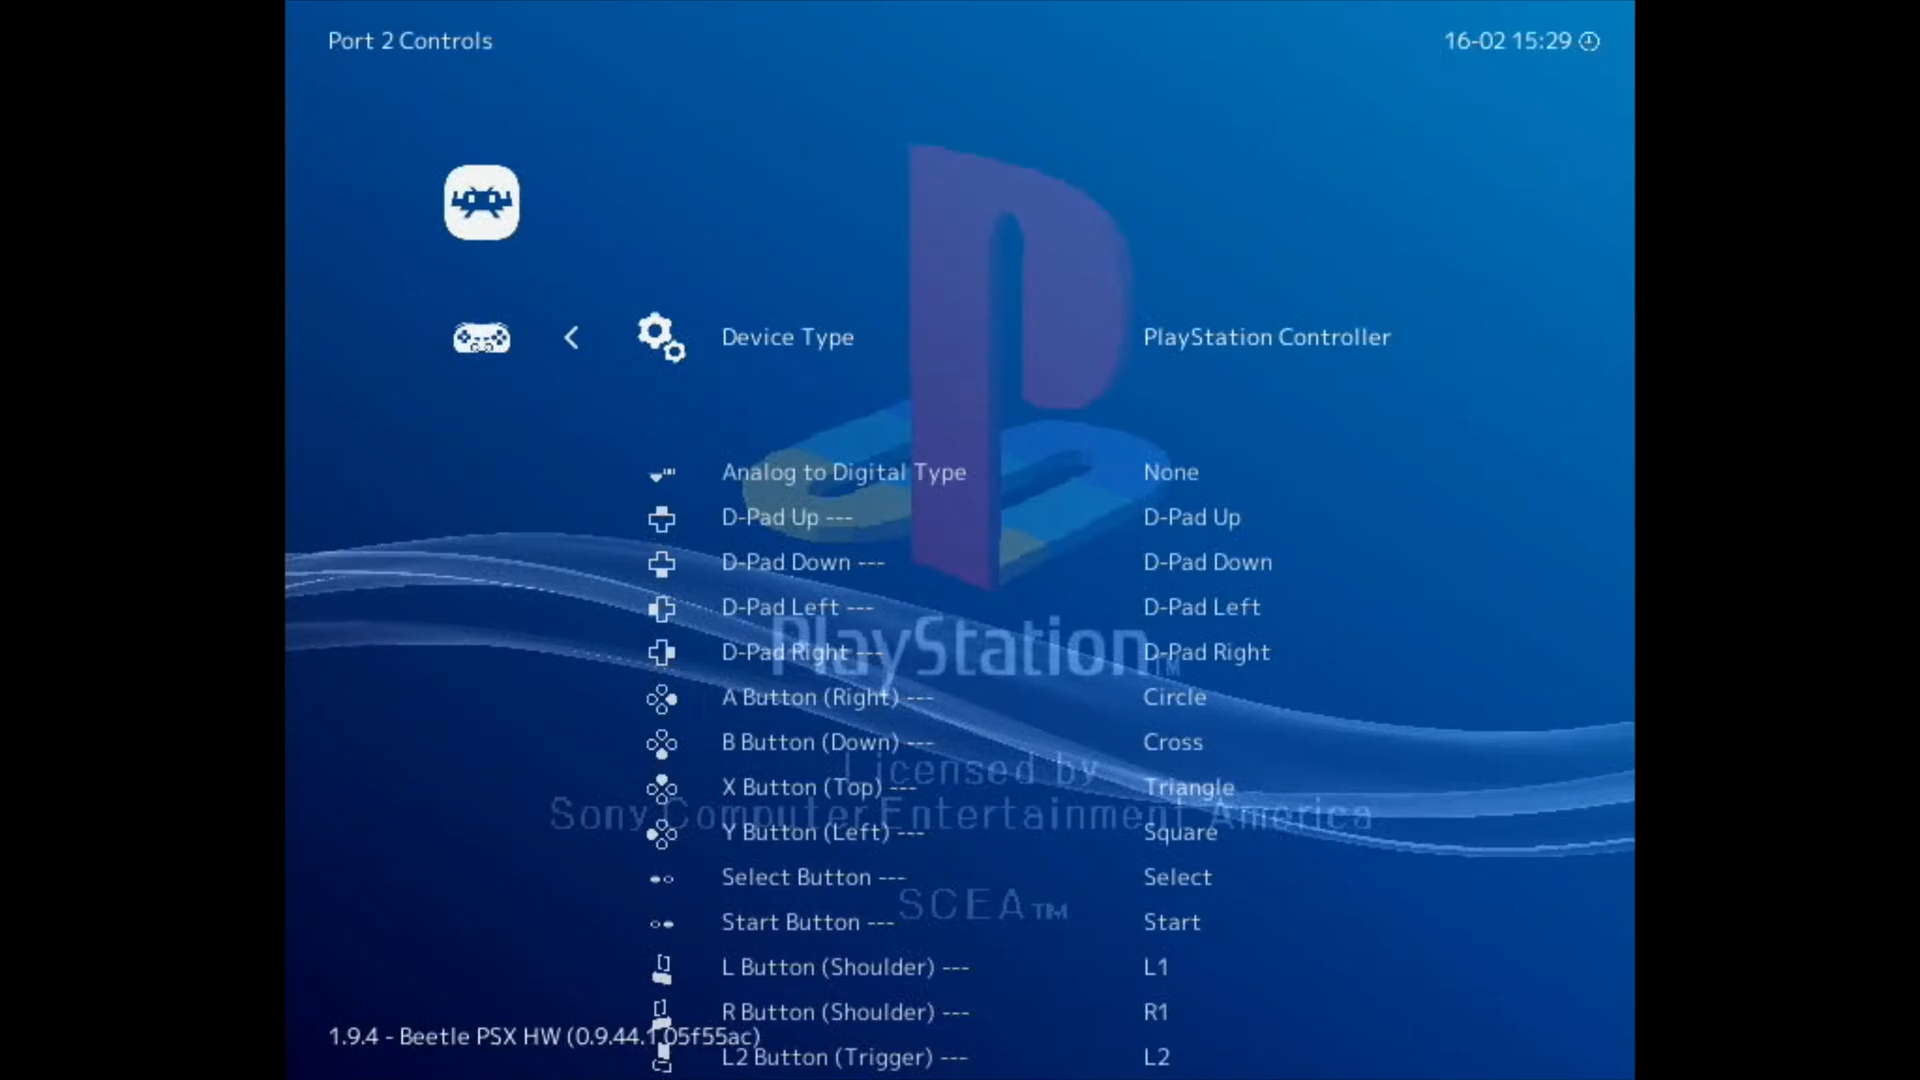 Port 2 Controls 16-02 15:29
Device Type PlayStation Controller
Analog to Digital Type None
D-Pad Up --- D-Pad Up
D-Pad Down --- D-Pad Down
D-Pad Left --- D-Pad Left
PlayStation TM
D-Pad Right --- D-Pad Right
A Button (Right) --- Circle
B Button (Down) --- Cross
Licensed by
X Button (Top) --- Triangle
Sony Computer Entertainment America
Y Button (Left) --- Square
Select Button --- Select
SCEA TM
Start Button --- Start
L Button (Shoulder) --- L1
R Button (Shoulder) --- R1
1.9.4 - Beetle PSX HW (0.9.44.1 05f55ac)
L2 Button (Trigger) --- L2